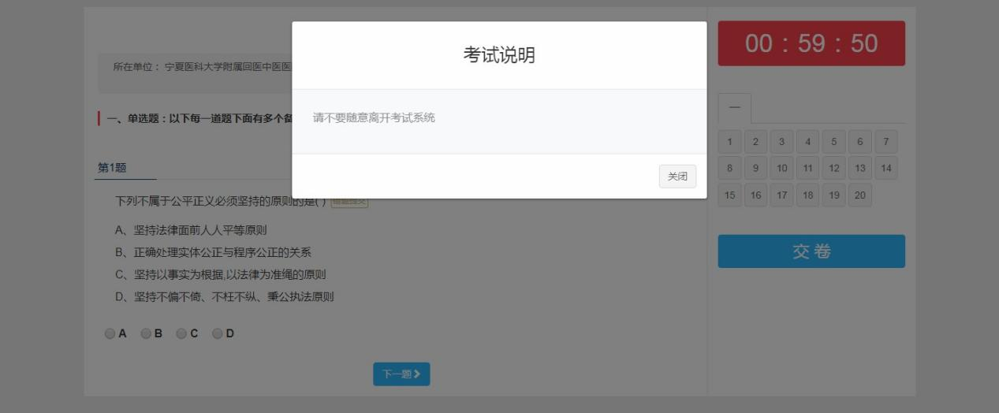 考试说明
请不要随意离开考试系统
关闭
所在单位： 宁夏医科大学附属回医中医医
一、单选题：以下每一道题下面有多个备
第1题
下列不属于公平正义必须坚持的原则的是( )
A、坚持法律面前人人平等原则
B、正确处理实体公正与程序公正的关系
C、坚持以事实为根据,以法律为准绳的原则
D、坚持不偏不倚、不枉不纵、秉公执法原则
A B C D
下一题
00 : 59 : 50
一
1 2 3 4 5 6 7
8 9 10 11 12 13 14
15 16 17 18 19 20
交 卷